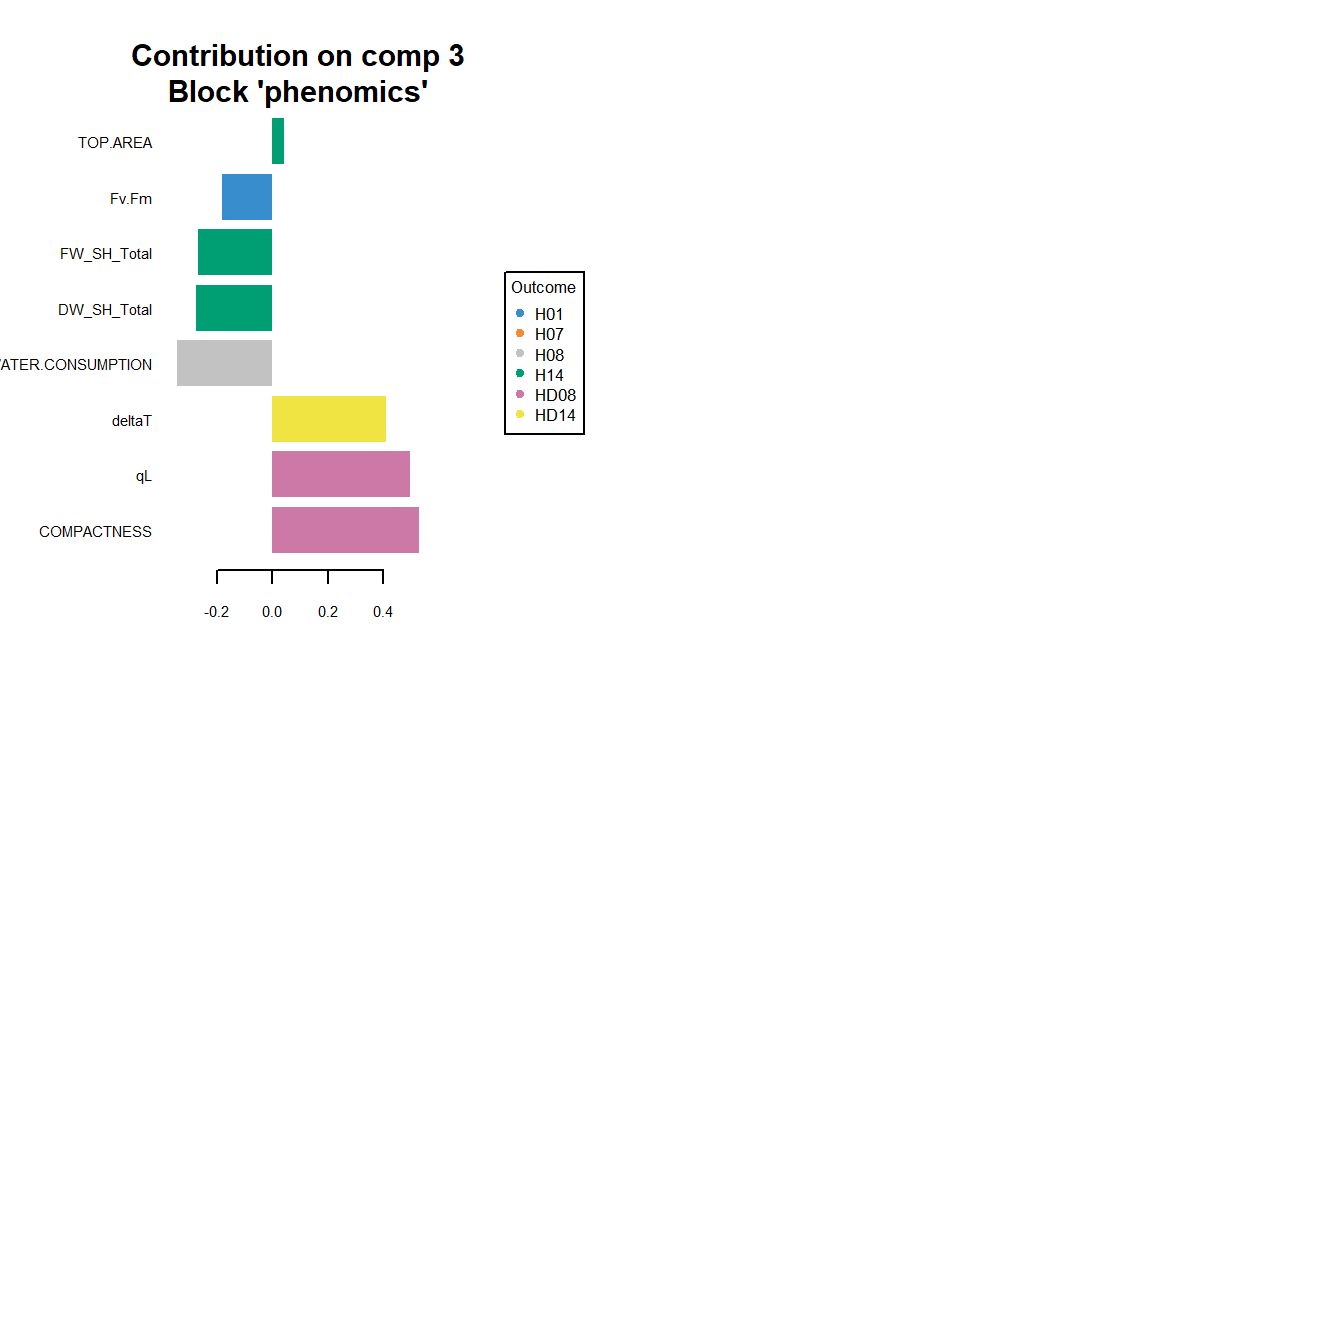 Contribution on comp 3
Block 'phenomics'
TOP.AREA
Fv.Fm
FW_SH_Total
DW_SH_Total
ATER.CONSUMPTION
deltaT
qL
COMPACTNESS
-0.2 0.0 0.2 0.4
Outcome
H01
H07
H08
H14
HD08
HD14